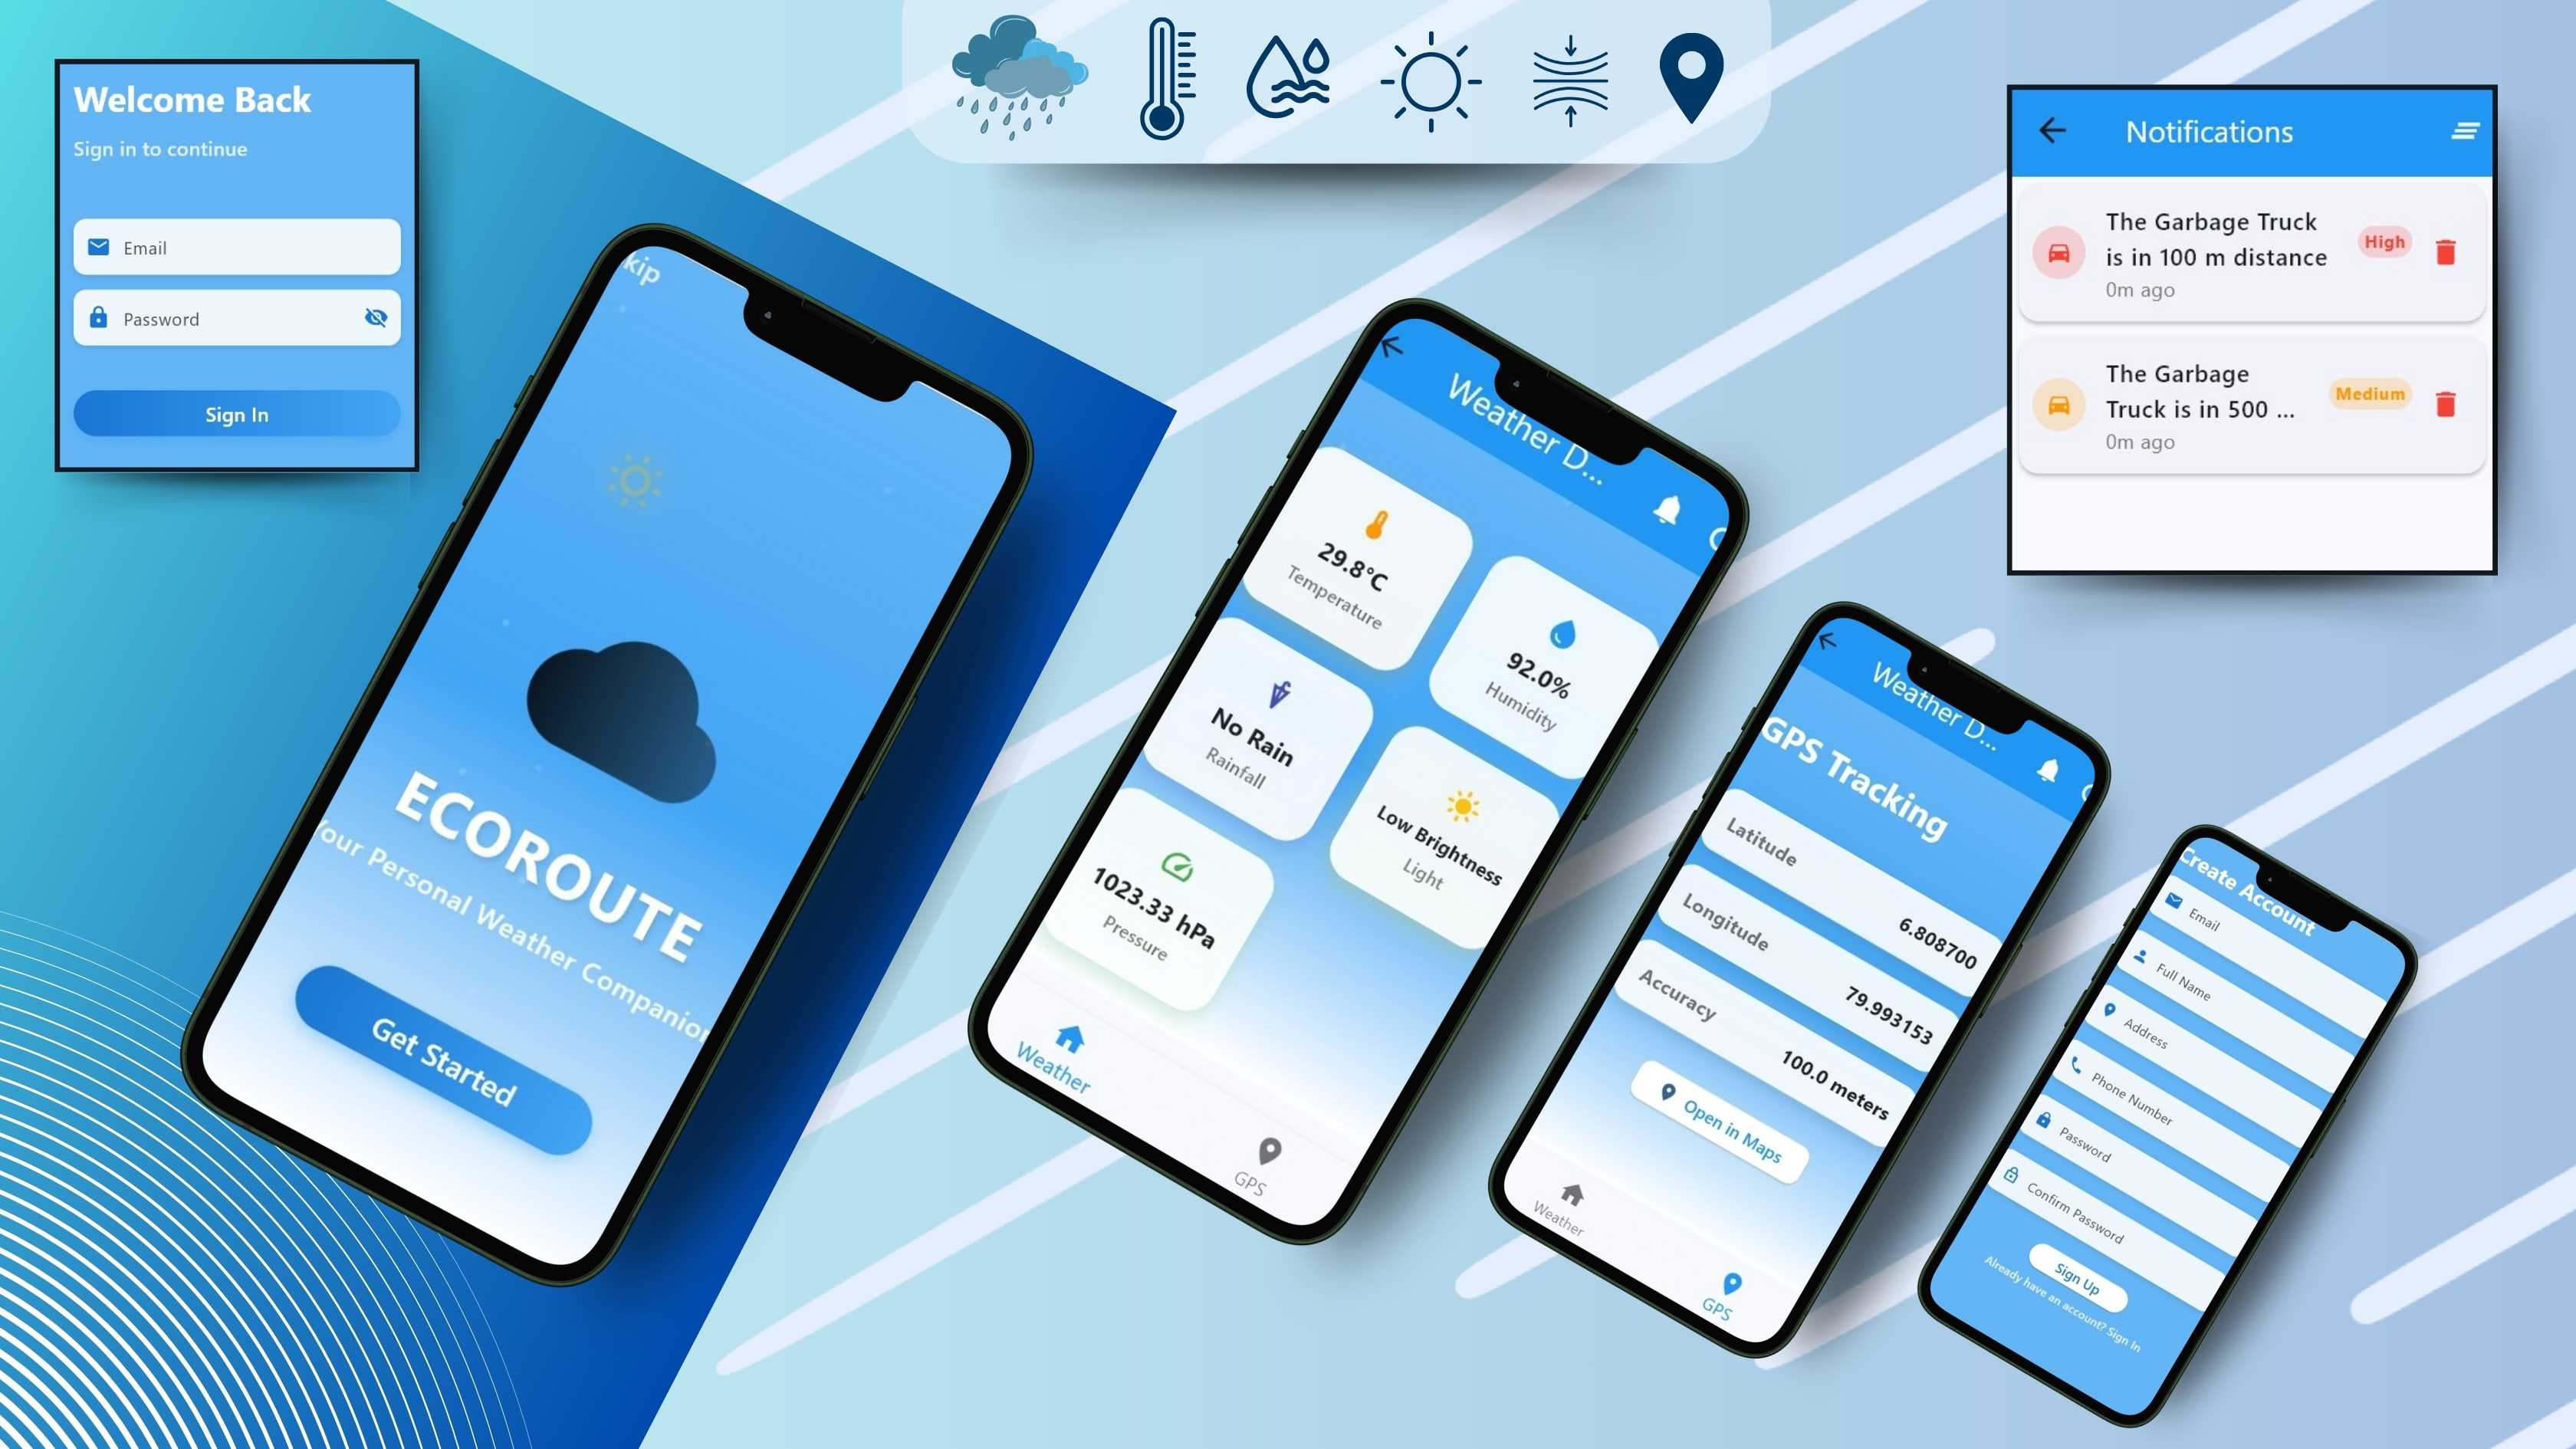 Welcome Back
Sign in to continue
Email
Password
Sign In
kip
ECOROUTE
Your Personal Weather Companion
Get Started
Weather D...
29.8°C
Temperature
92.0%
Humidity
No Rain
Rainfall
Low Brightness
Light
1023.33 hPa
Pressure
Weather
GPS
Weather D...
GPS Tracking
Latitude
6.808700
Longitude
79.993153
Accuracy
100.0 meters
Open in Maps
Weather
GPS
Notifications
The Garbage Truck
is in 100 m distance
High
0m ago
The Garbage
Truck is in 500 ...
Medium
0m ago
Create Account
Email
Full Name
Address
Phone Number
Password
Confirm Password
Sign Up
Already have an account? Sign In